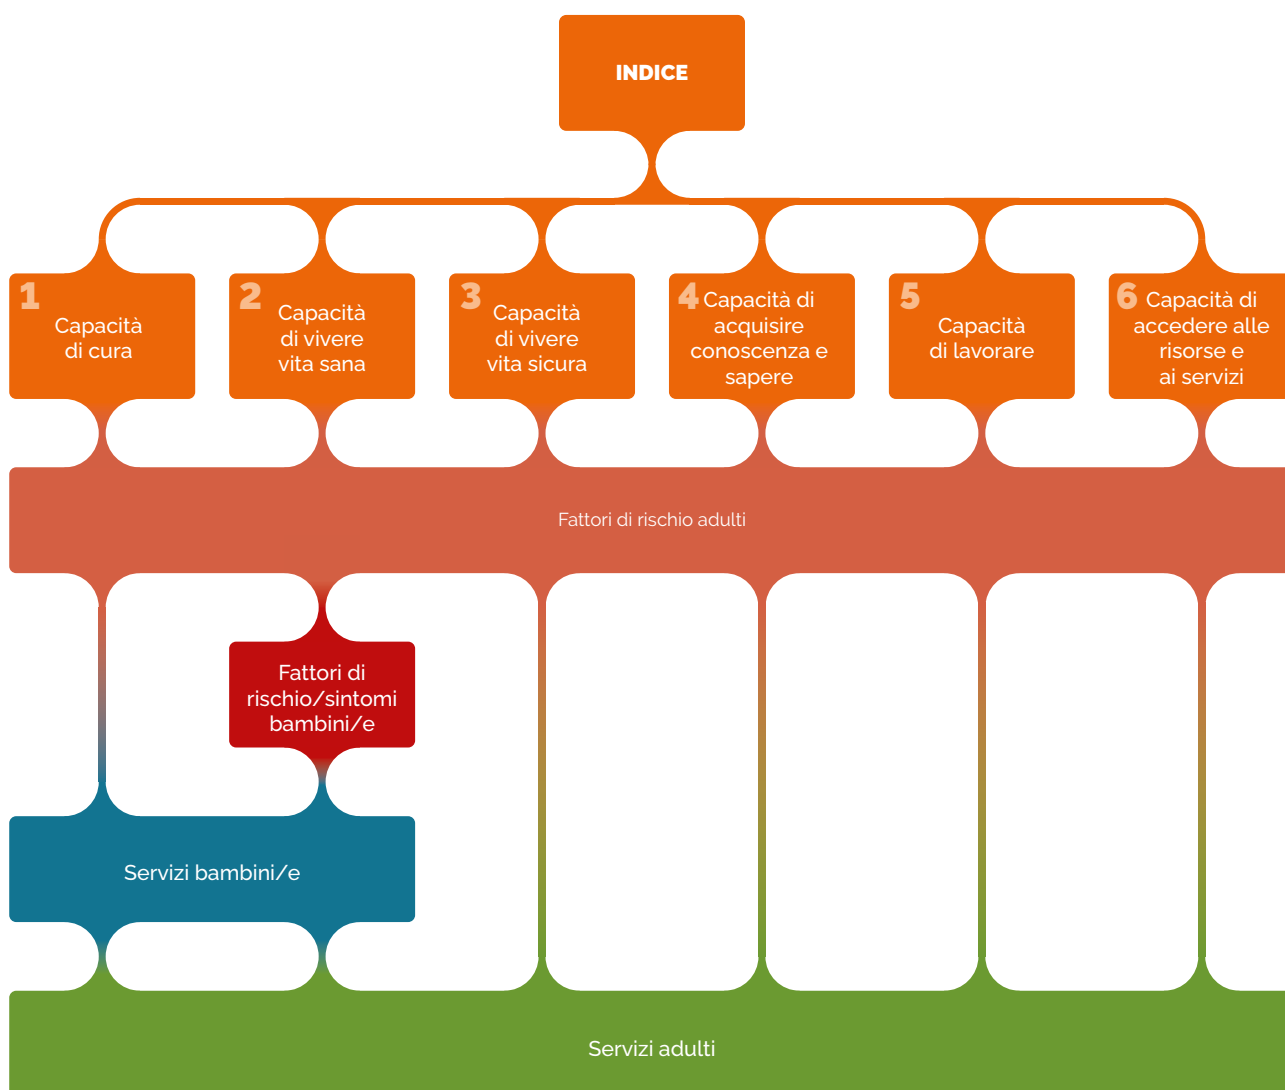 INDICE
1
Capacità
di cura
2
Capacità
di vivere
vita sana
3
Capacità
di vivere
vita sicura
4
Capacità di
acquisire
conoscenza e
sapere
5
Capacità
di lavorare
6
Capacità di
accedere alle
risorse e
ai servizi
Fattori di rischio adulti
Fattori di
rischio/sintomi
bambini/e
Servizi bambini/e
Servizi adulti